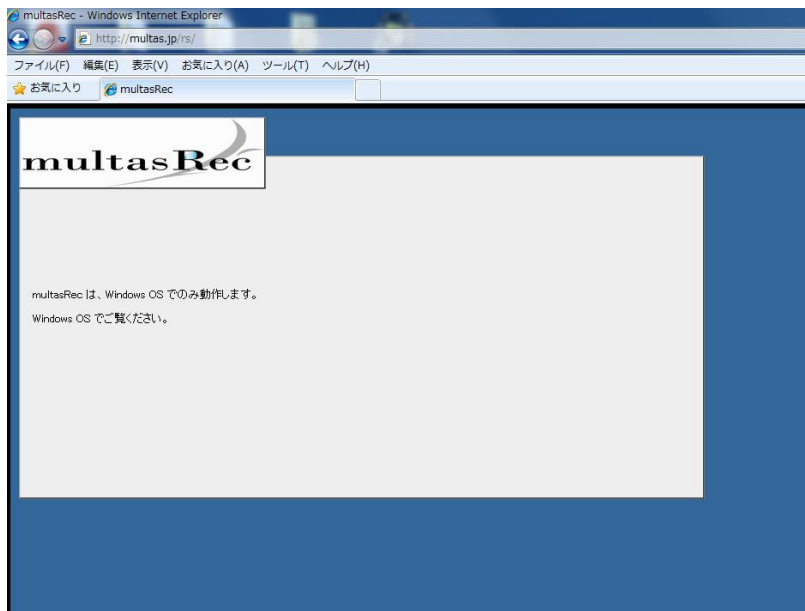 multasRec - Windows Internet Explorer
http://multas.jp/rs/
ファイル(F) 編集(E) 表示(V) お気に入り(A) ツール(T) ヘルプ(H)
お気に入り multasRec
multasRec
multasRec は、Windows OS でのみ動作します。
Windows OS でご覧ください。